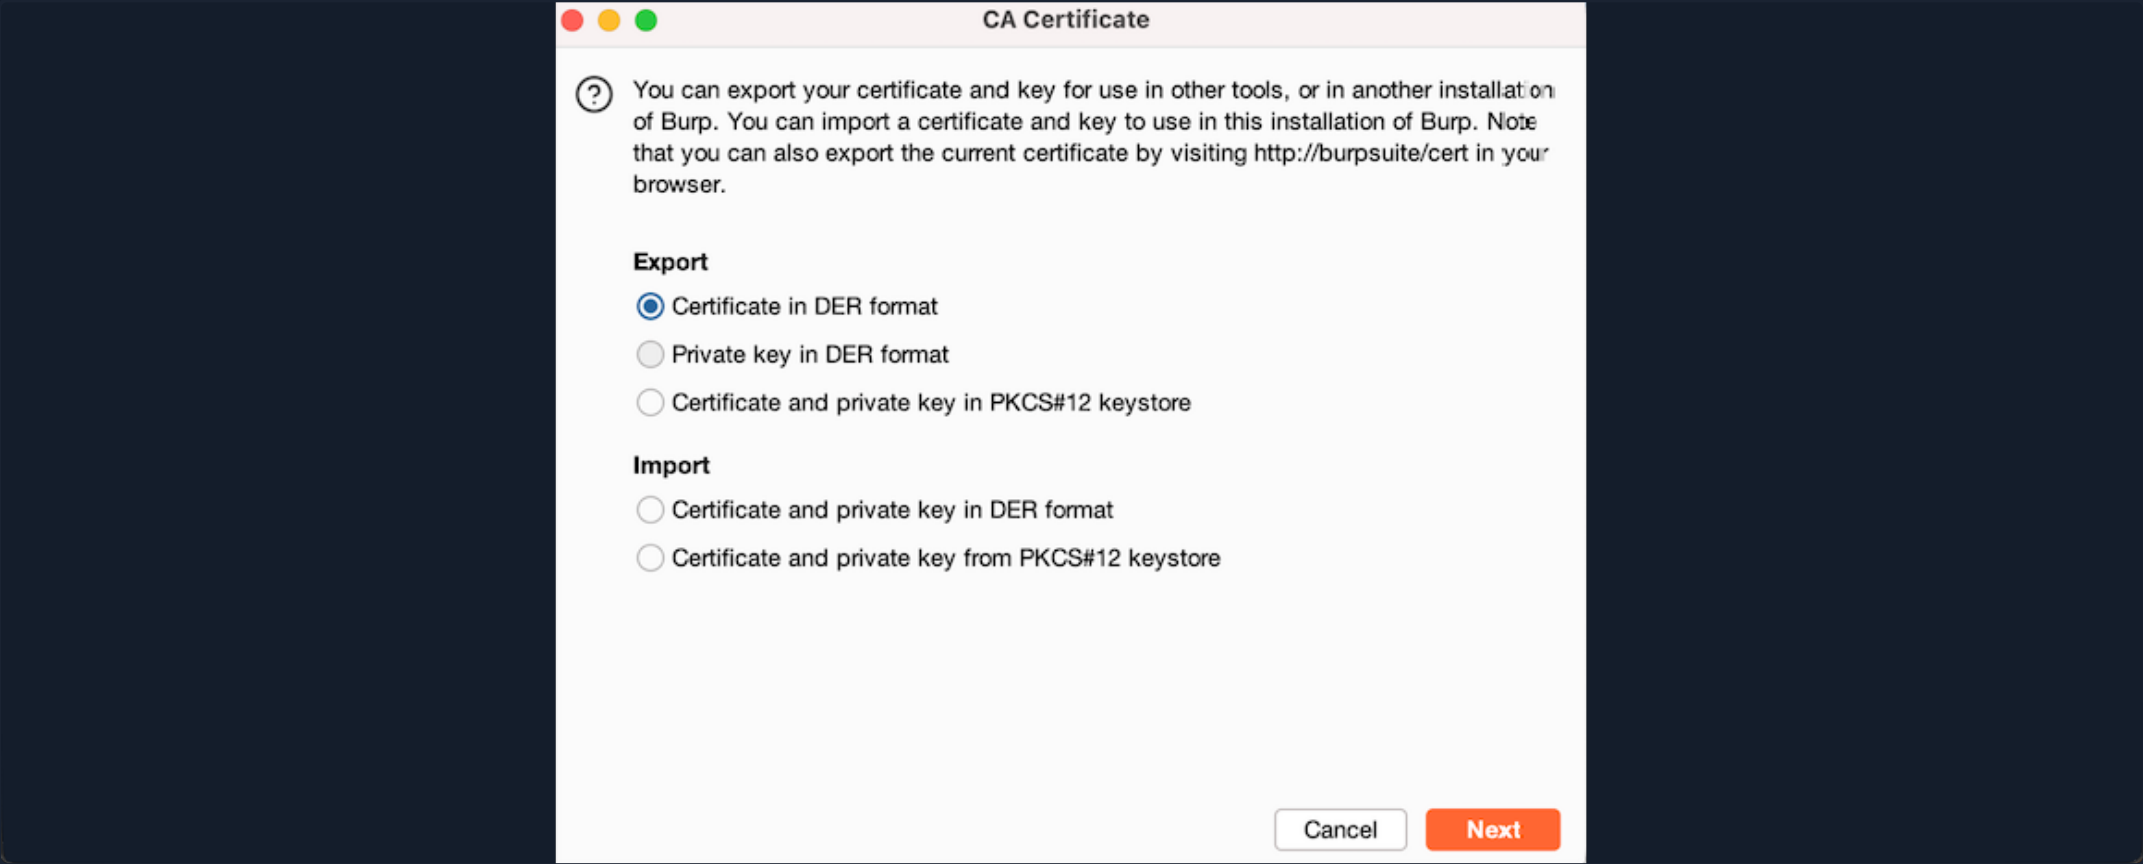 CA Certificate
You can export your certificate and key for use in other tools, or in another installation
of Burp. You can import a certificate and key to use in this installation of Burp. Note
that you can also export the current certificate by visiting http://burpsuite/cert in your
browser.
Export
Certificate in DER format
Private key in DER format
Certificate and private key in PKCS#12 keystore
Import
Certificate and private key in DER format
Certificate and private key from PKCS#12 keystore
Cancel
Next